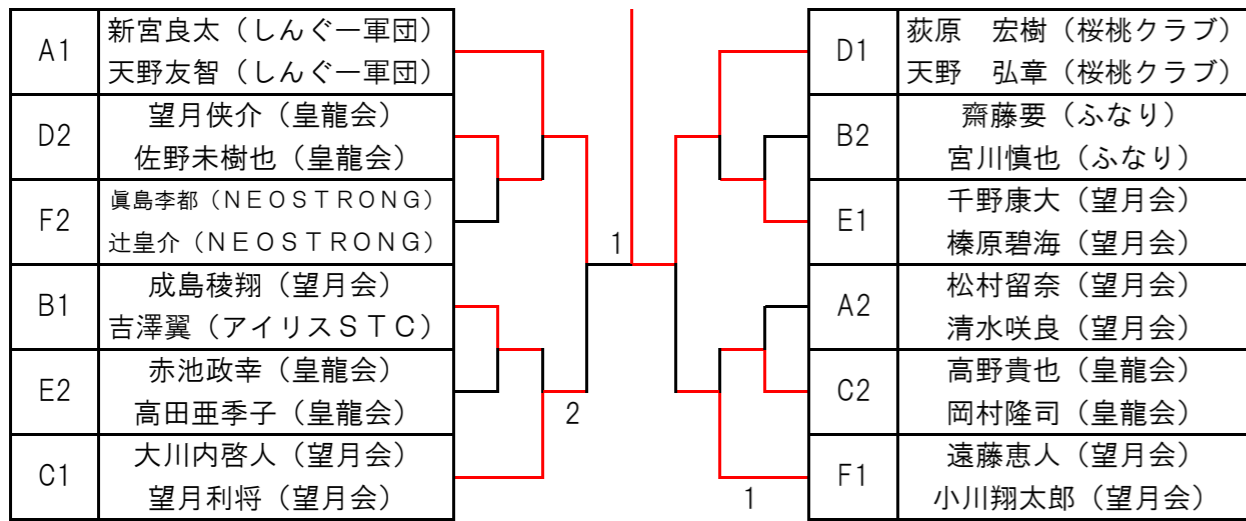 A1
新宮良太（しんぐー軍団）
天野友智（しんぐー軍団）
D2
望月侠介（皇龍会）
佐野未樹也（皇龍会）
F2
眞島李都（ＮＥＯＳＴＲＯＮＧ）
辻皇介（ＮＥＯＳＴＲＯＮＧ）
B1
成島稜翔（望月会）
吉澤翼（アイリスＳＴＣ）
E2
赤池政幸（皇龍会）
高田亜季子（皇龍会）
C1
大川内啓人（望月会）
望月利将（望月会）
1
2
1
D1
荻原　宏樹（桜桃クラブ）
天野　弘章（桜桃クラブ）
B2
齋藤要（ふなり）
宮川慎也（ふなり）
E1
千野康大（望月会）
榛原碧海（望月会）
A2
松村留奈（望月会）
清水咲良（望月会）
C2
高野貴也（皇龍会）
岡村隆司（皇龍会）
F1
遠藤恵人（望月会）
小川翔太郎（望月会）